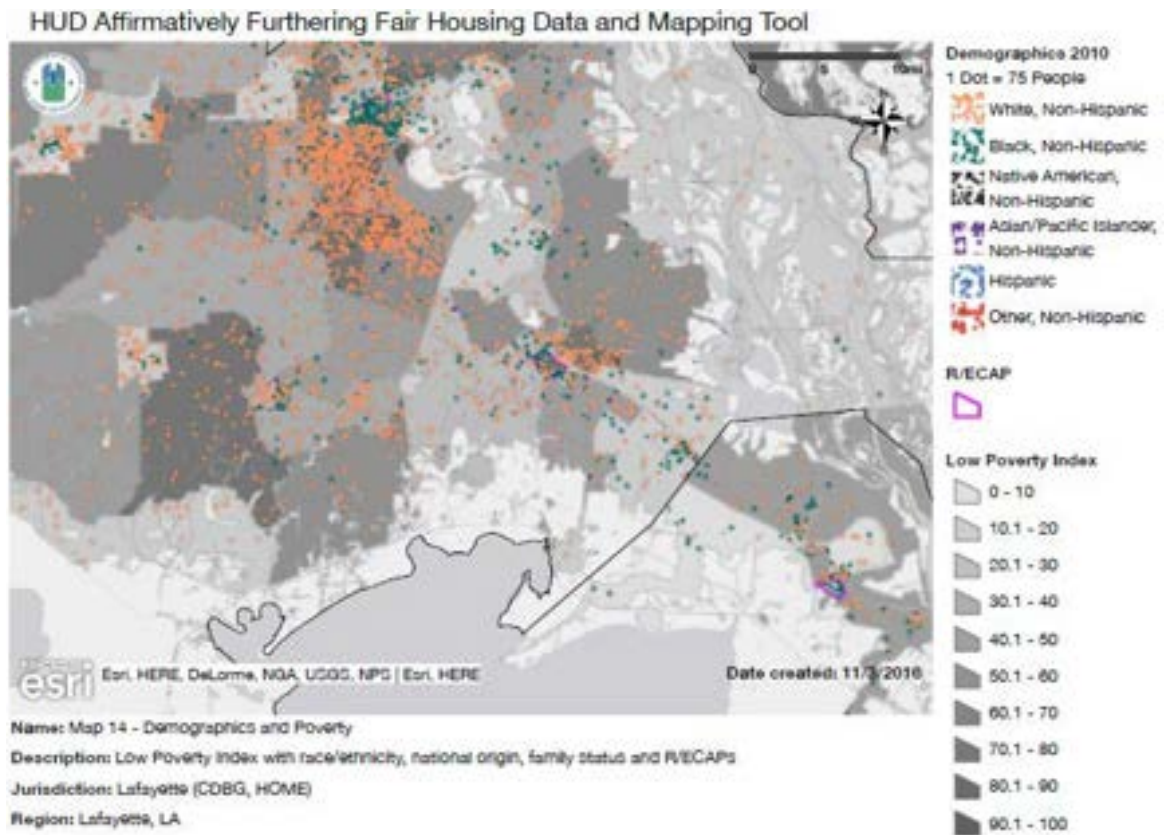 HUD Affirmatively Furthering Fair Housing Data and Mapping Tool
0 5 10mi
Demographics 2010
1 Dot = 75 People
White, Non-Hispanic
Black, Non-Hispanic
Native American,
Non-Hispanic
Asian/Pacific Islander,
Non-Hispanic
Hispanic
Other, Non-Hispanic
R/ECAP
Low Poverty Index
0 - 10
10.1 - 20
20.1 - 30
30.1 - 40
40.1 - 50
50.1 - 60
60.1 - 70
70.1 - 80
80.1 - 90
90.1 - 100
esri
Esri, HERE, DeLorme, NGA, USGS, NPS | Esri, HERE
Date created: 11/3/2016
Name: Map 14 - Demographics and Poverty
Description: Low Poverty Index with race/ethnicity, national origin, family status and R/ECAPs
Jurisdiction: Lafayette (CDBG, HOME)
Region: Lafayette, LA